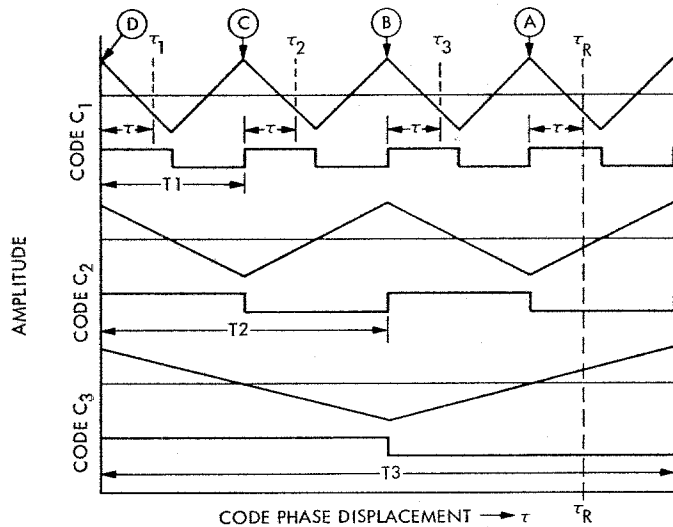 D C B A
τ1 τ2 τ3 τR
CODE C1
τ τ τ τ
T1
AMPLITUDE
CODE C2
T2
CODE C3
T3
CODE PHASE DISPLACEMENT → τ τR